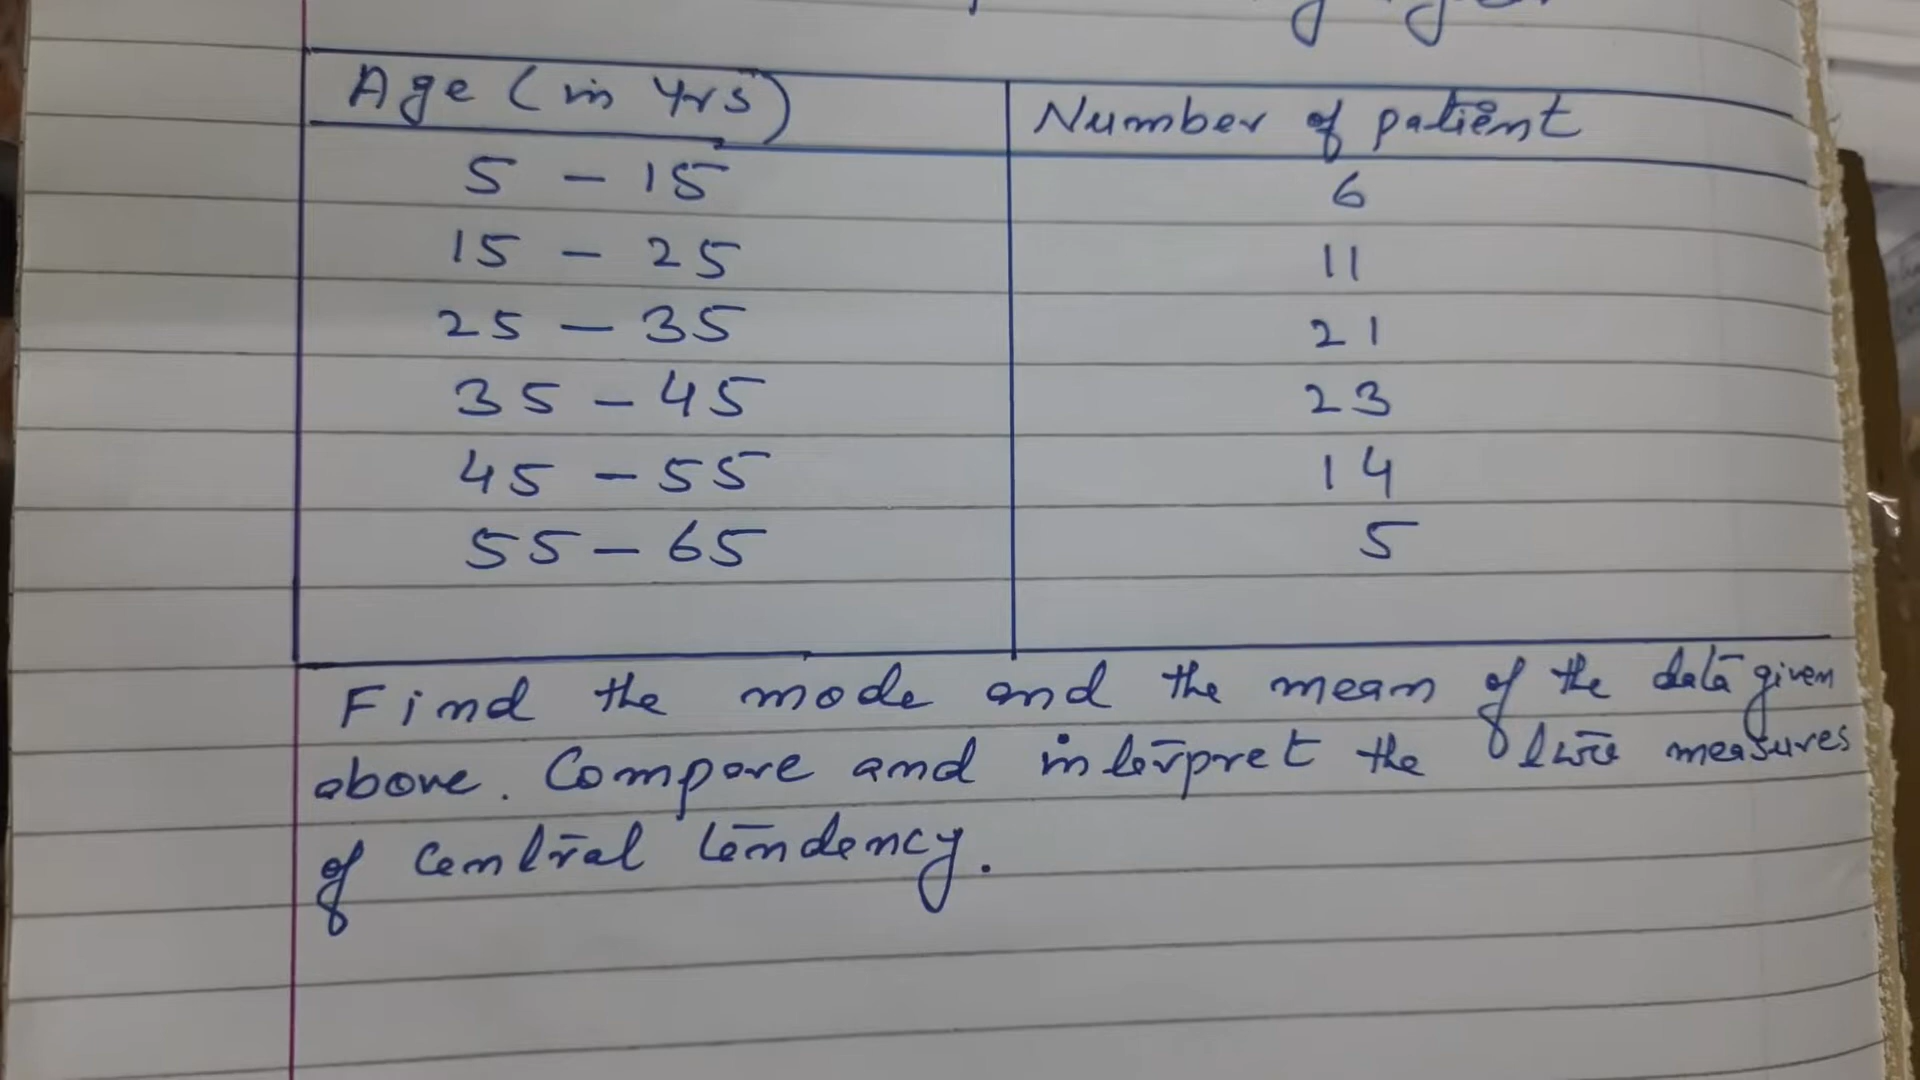 Age (in Yrs) Number of patient
5 - 15 6
15 - 25 11
25 - 35 21
35 - 45 23
45 - 55 14
55 - 65 5
Find the mode and the mean of the data given
above. Compare and interpret the two measures
of central tendency.